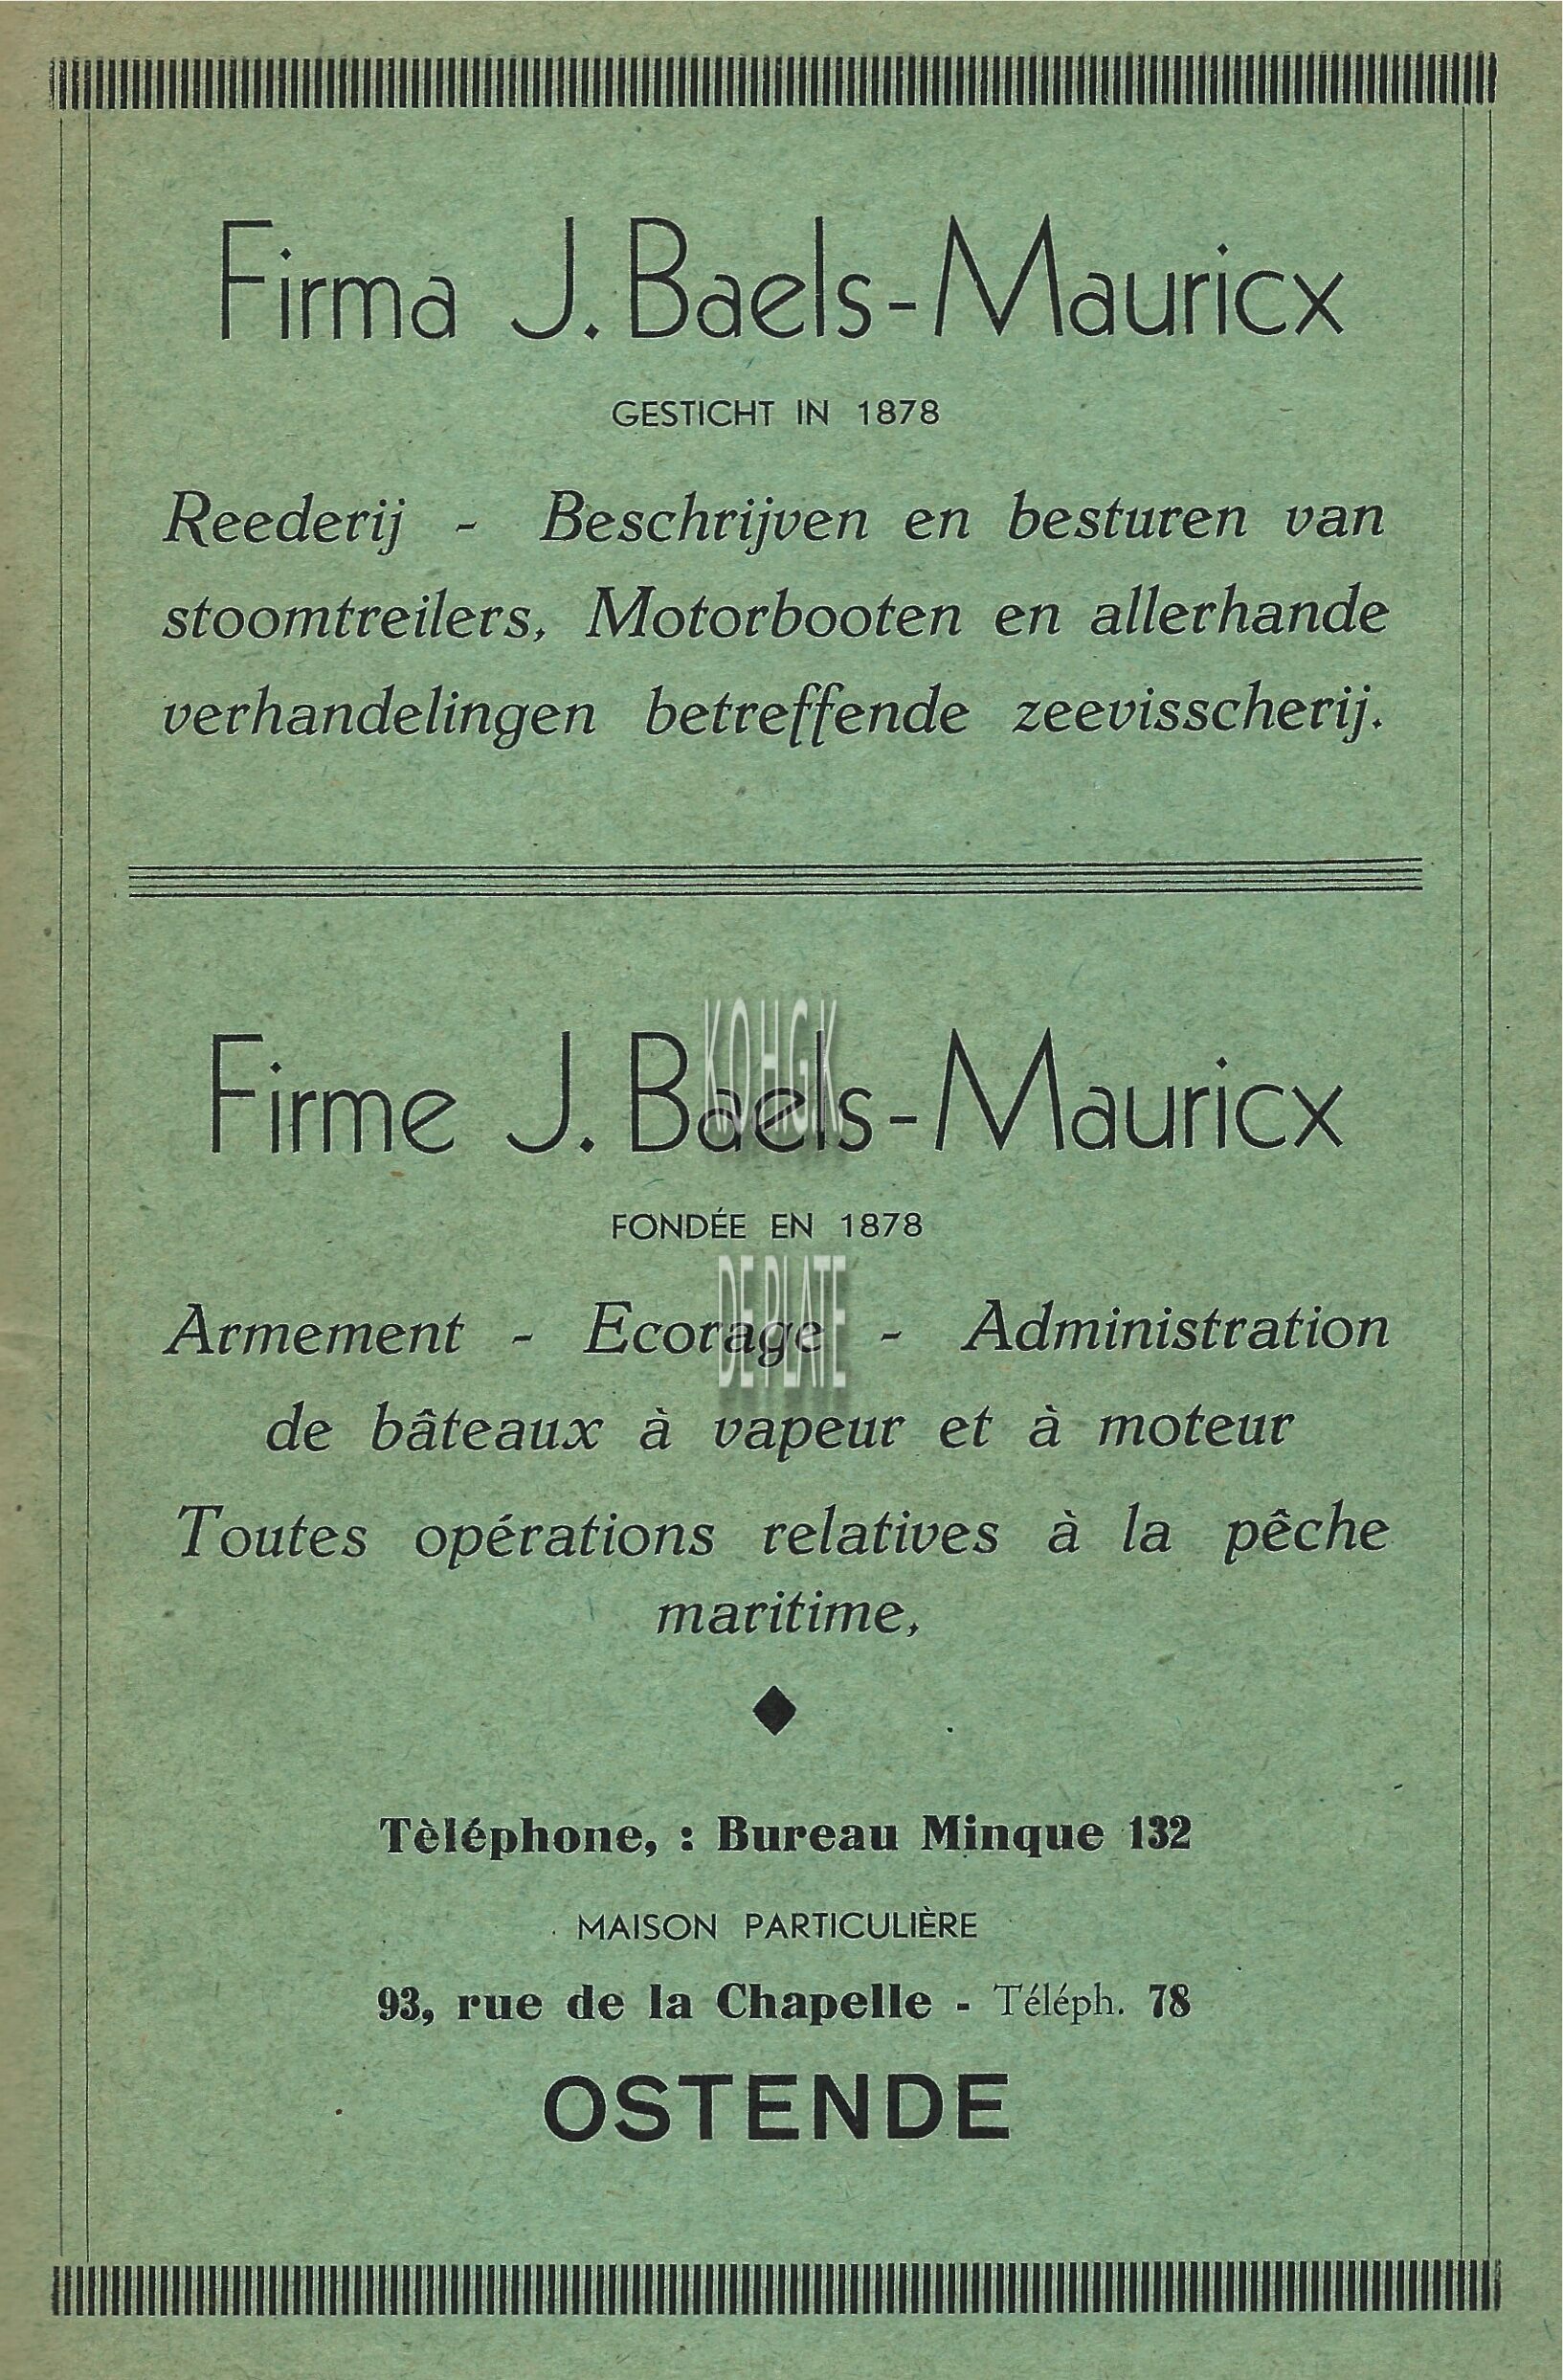 Firma J. Baels-Mauricx
GESTICHT IN 1878
Reederij - Beschrijven en besturen van
stoomtreilers, Motorbooten en allerhande
verhandelingen betreffende zeevisscherij.
Firme J. Baels-Mauricx
KOHGK
FONDÉE EN 1878
DE PLATE
Armement - Ecorage - Administration
de bâteaux à vapeur et à moteur
Toutes opérations relatives à la pêche
maritime,
Tèléphone, : Bureau Minque 132
MAISON PARTICULIÈRE
93, rue de la Chapelle - Téléph. 78
OSTENDE